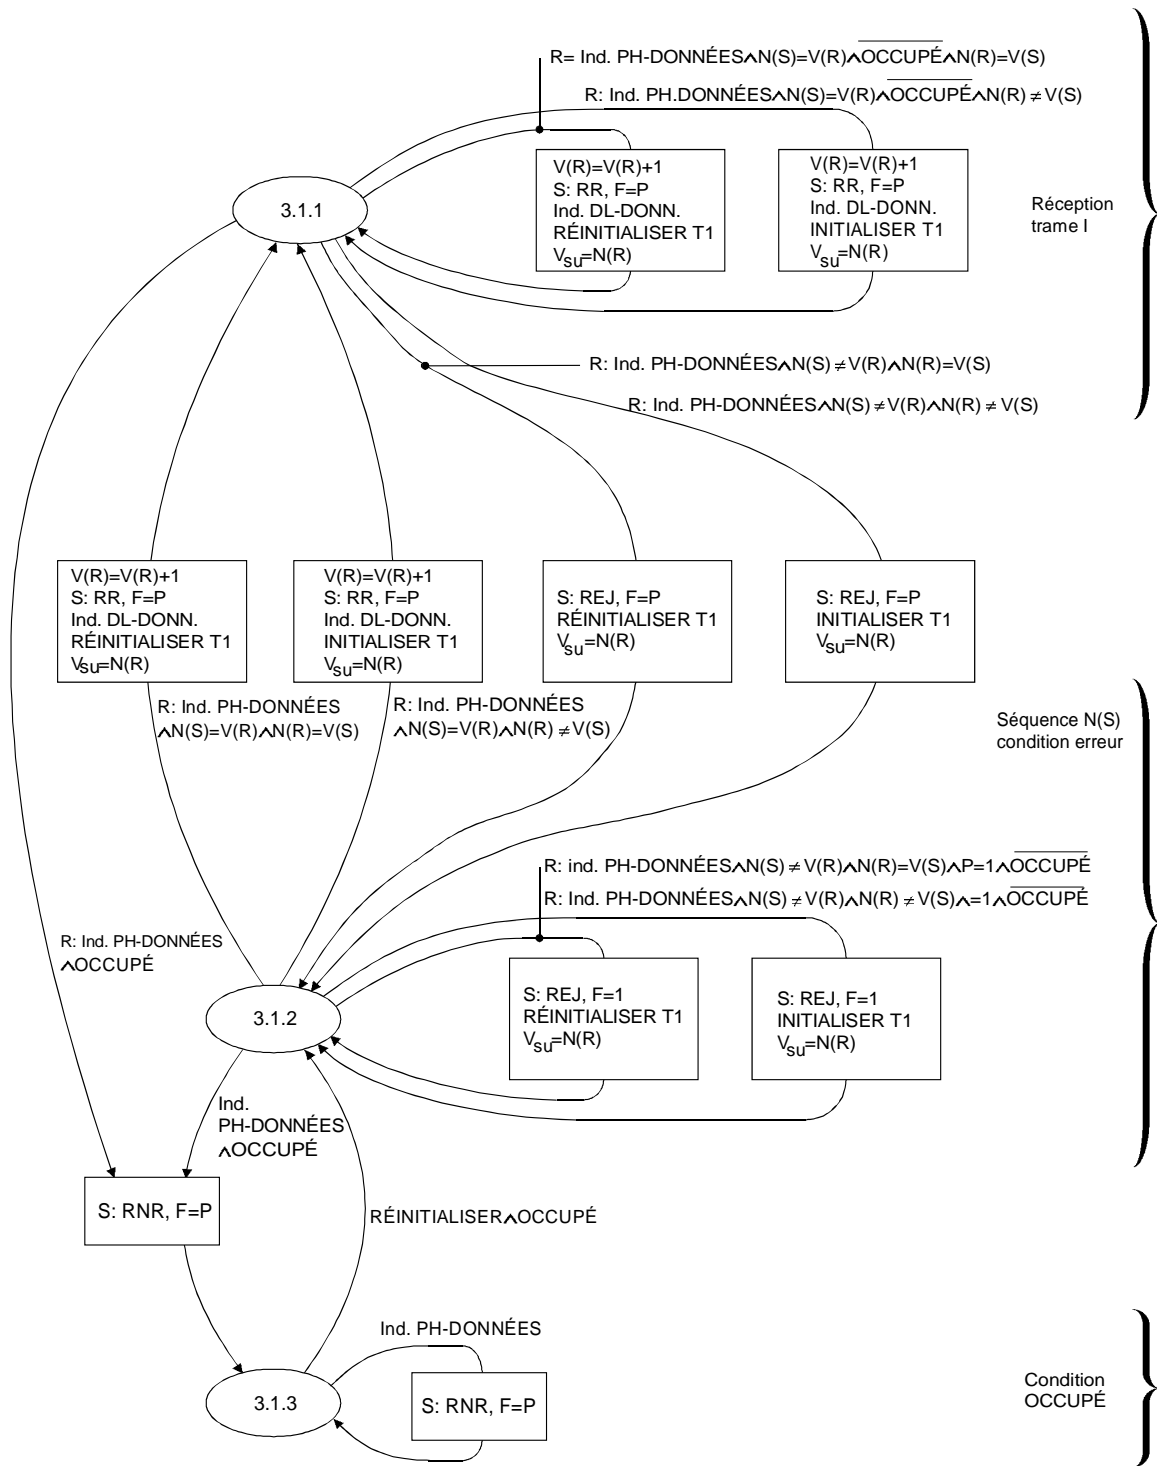 R= Ind. PH-DONNÉES∧N(S)=V(R)∧O̅C̅C̅U̅P̅É̅∧N(R)=V(S)
R: Ind. PH.DONNÉES∧N(S)=V(R)∧O̅C̅C̅U̅P̅É̅∧N(R) ≠ V(S)
V(R)=V(R)+1
S: RR, F=P
Ind. DL-DONN.
RÉINITIALISER T1
Vsu=N(R)
V(R)=V(R)+1
S: RR, F=P
Ind. DL-DONN.
INITIALISER T1
Vsu=N(R)
3.1.1
Réception
trame I
R: Ind. PH-DONNÉES∧N(S) ≠ V(R)∧N(R)=V(S)
R: Ind. PH-DONNÉES∧N(S) ≠ V(R)∧N(R) ≠ V(S)
V(R)=V(R)+1
S: RR, F=P
Ind. DL-DONN.
RÉINITIALISER T1
Vsu=N(R)
V(R)=V(R)+1
S: RR, F=P
Ind. DL-DONN.
INITIALISER T1
Vsu=N(R)
S: REJ, F=P
RÉINITIALISER T1
Vsu=N(R)
S: REJ, F=P
INITIALISER T1
Vsu=N(R)
R: Ind. PH-DONNÉES
∧N(S)=V(R)∧N(R)=V(S)
R: Ind. PH-DONNÉES
∧N(S)=V(R)∧N(R) ≠ V(S)
Séquence N(S)
condition erreur
R: ind. PH-DONNÉES∧N(S) ≠ V(R)∧N(R)=V(S)∧P=1∧O̅C̅C̅U̅P̅É̅
R: Ind. PH-DONNÉES∧N(S) ≠ V(R)∧N(R) ≠ V(S)∧=1∧O̅C̅C̅U̅P̅É̅
R: Ind. PH-DONNÉES
∧OCCUPÉ
S: REJ, F=1
RÉINITIALISER T1
Vsu=N(R)
S: REJ, F=1
INITIALISER T1
Vsu=N(R)
3.1.2
Ind.
PH-DONNÉES
∧OCCUPÉ
S: RNR, F=P
RÉINITIALISER∧OCCUPÉ
Ind. PH-DONNÉES
3.1.3
S: RNR, F=P
Condition
OCCUPÉ